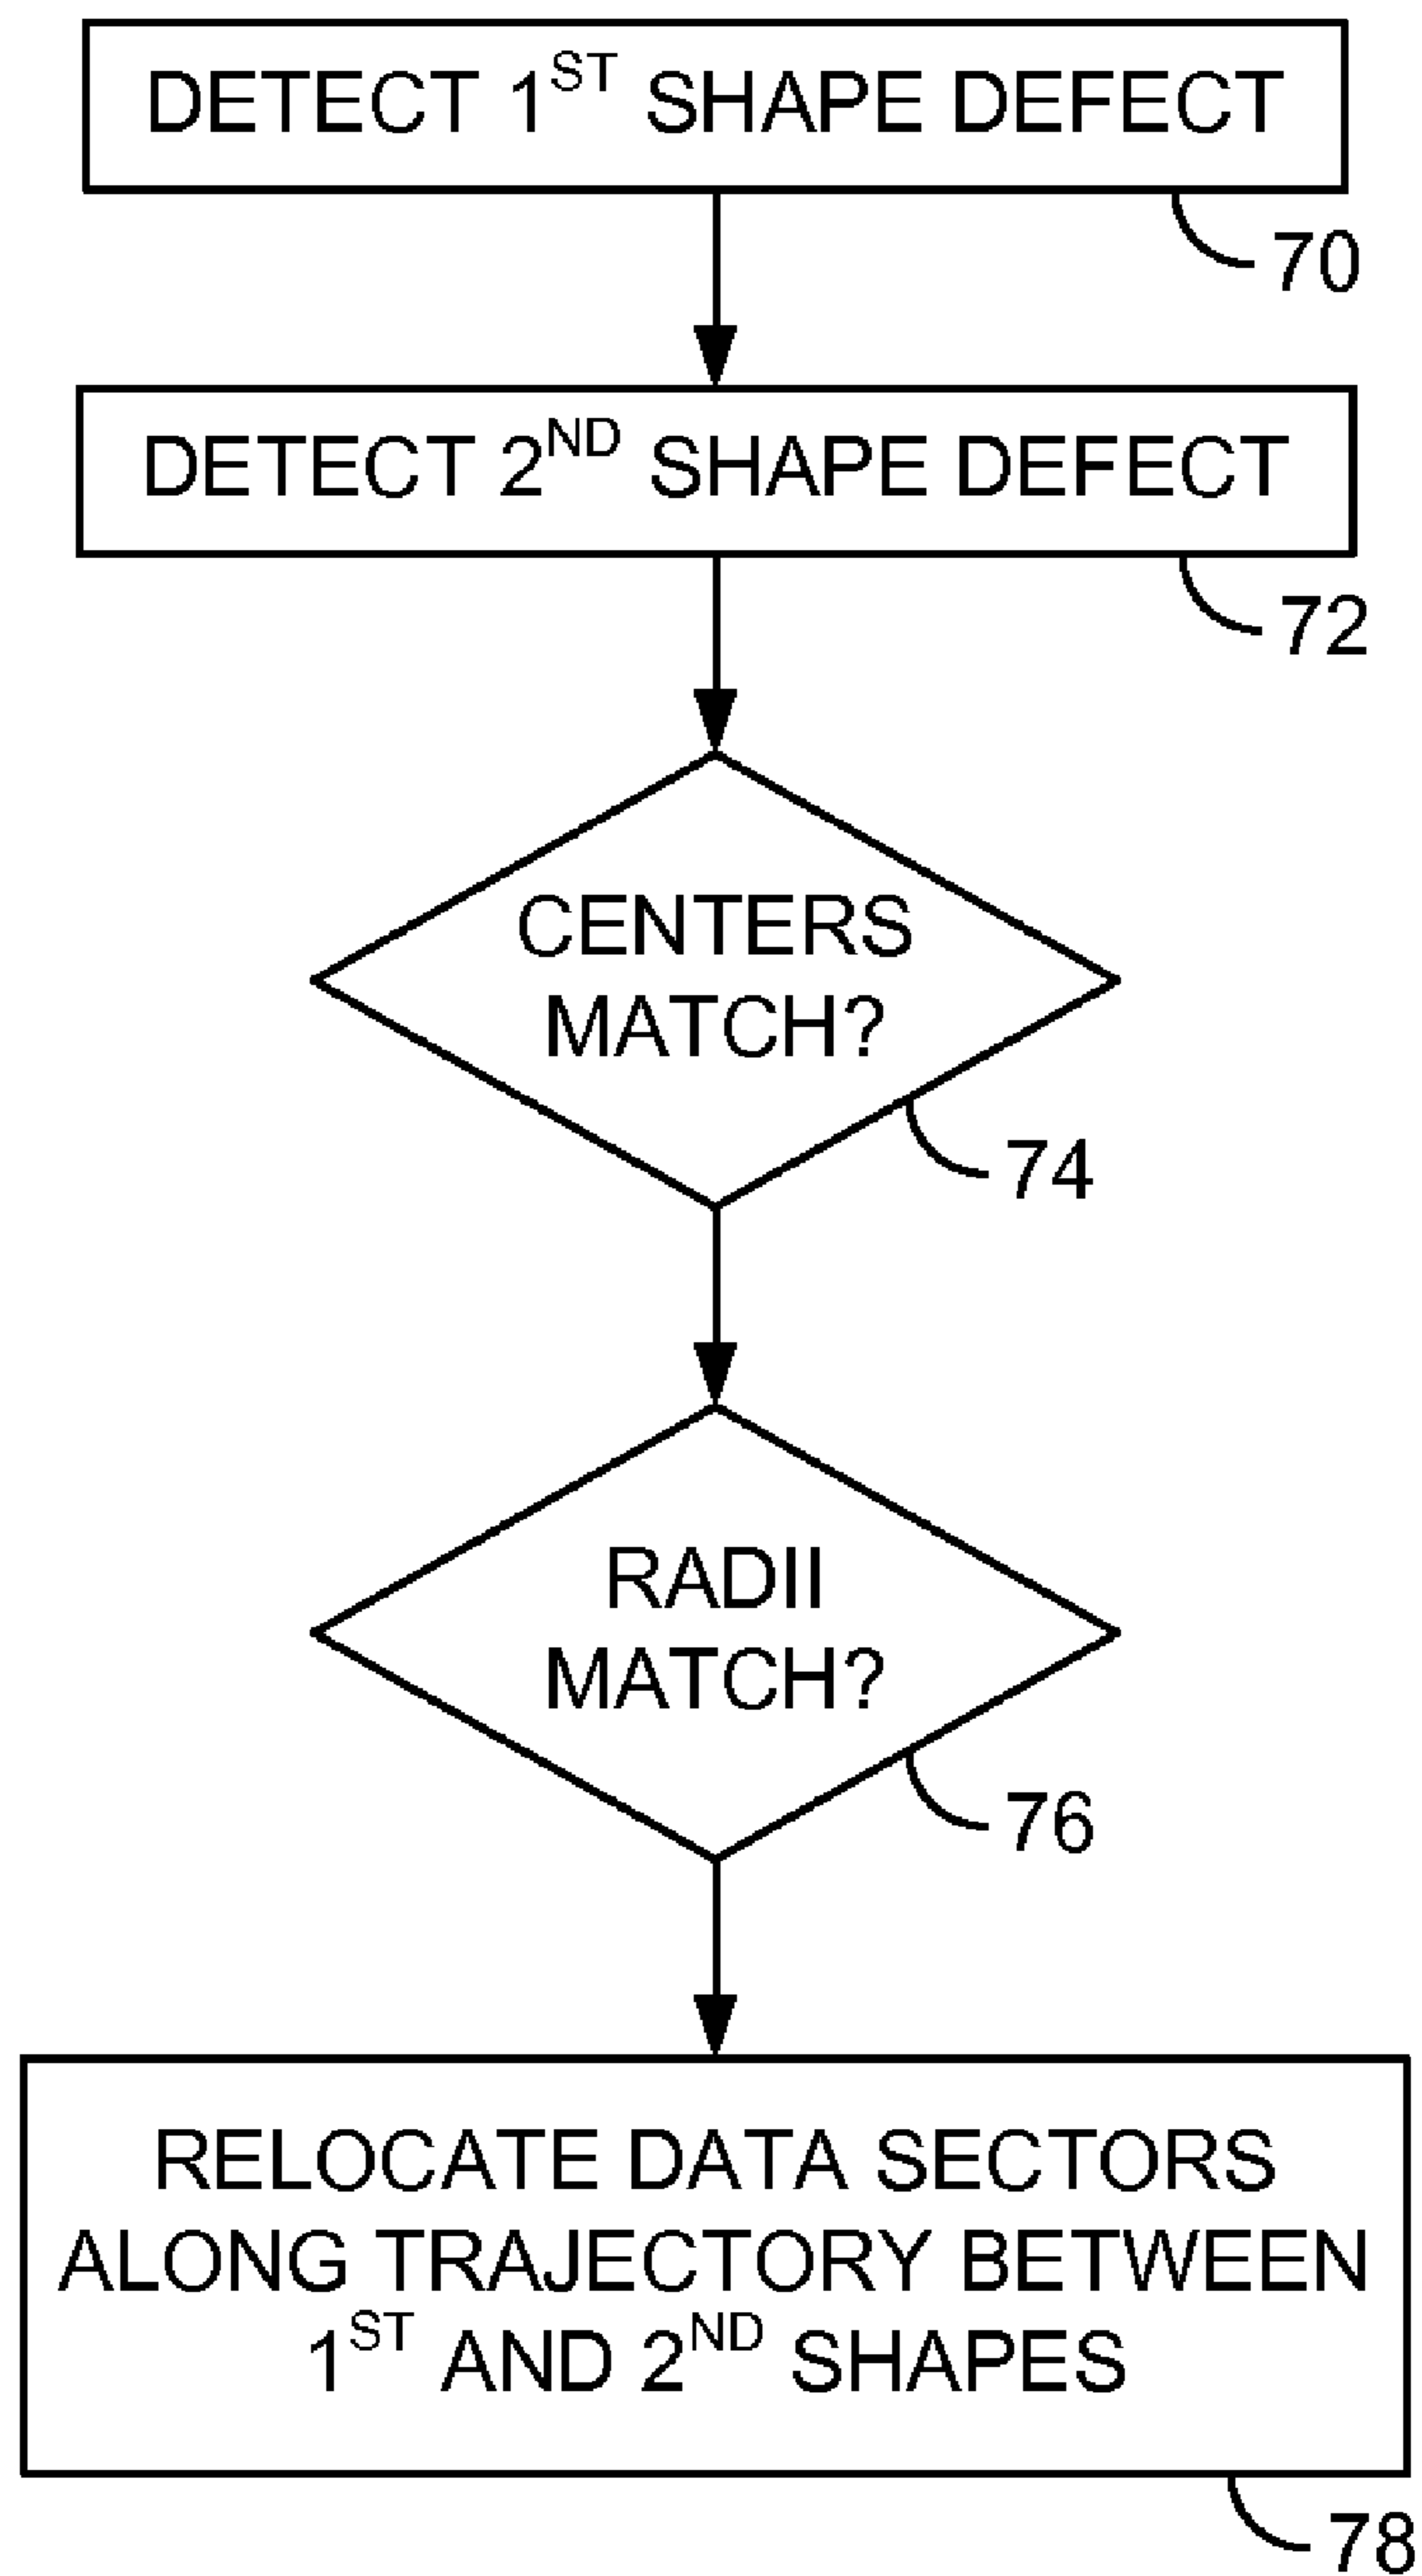 DETECT 1ST SHAPE DEFECT
70
DETECT 2ND SHAPE DEFECT
72
CENTERS
MATCH?
74
RADII
MATCH?
76
RELOCATE DATA SECTORS
ALONG TRAJECTORY BETWEEN
1ST AND 2ND SHAPES
78